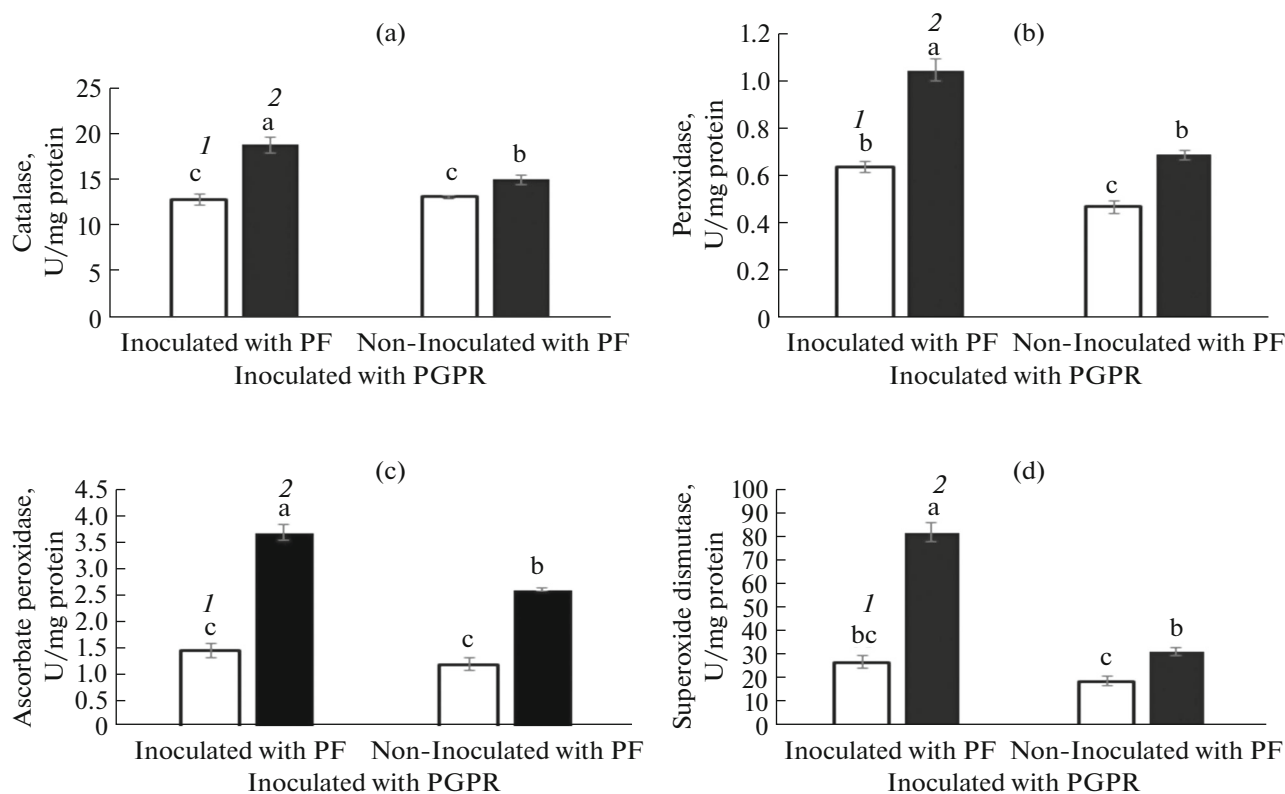 (a)
Catalase,
U/mg protein
25
20
15
10
5
0
1
c
2
a
c
b
Inoculated with PF Non-Inoculated with PF
Inoculated with PGPR
(b)
Peroxidase,
U/mg protein
1.2
1.0
0.8
0.6
0.4
0.2
0
1
b
2
a
c
b
Inoculated with PF Non-Inoculated with PF
Inoculated with PGPR
(c)
Ascorbate peroxidase,
U/mg protein
4.5
4.0
3.5
3.0
2.5
2.0
1.5
1.0
0.5
0
1
c
2
a
c
b
Inoculated with PF Non-Inoculated with PF
Inoculated with PGPR
(d)
Superoxide dismutase,
U/mg protein
100
90
80
70
60
50
40
30
20
10
0
1
bc
2
a
c
b
Inoculated with PF Non-Inoculated with PF
Inoculated with PGPR